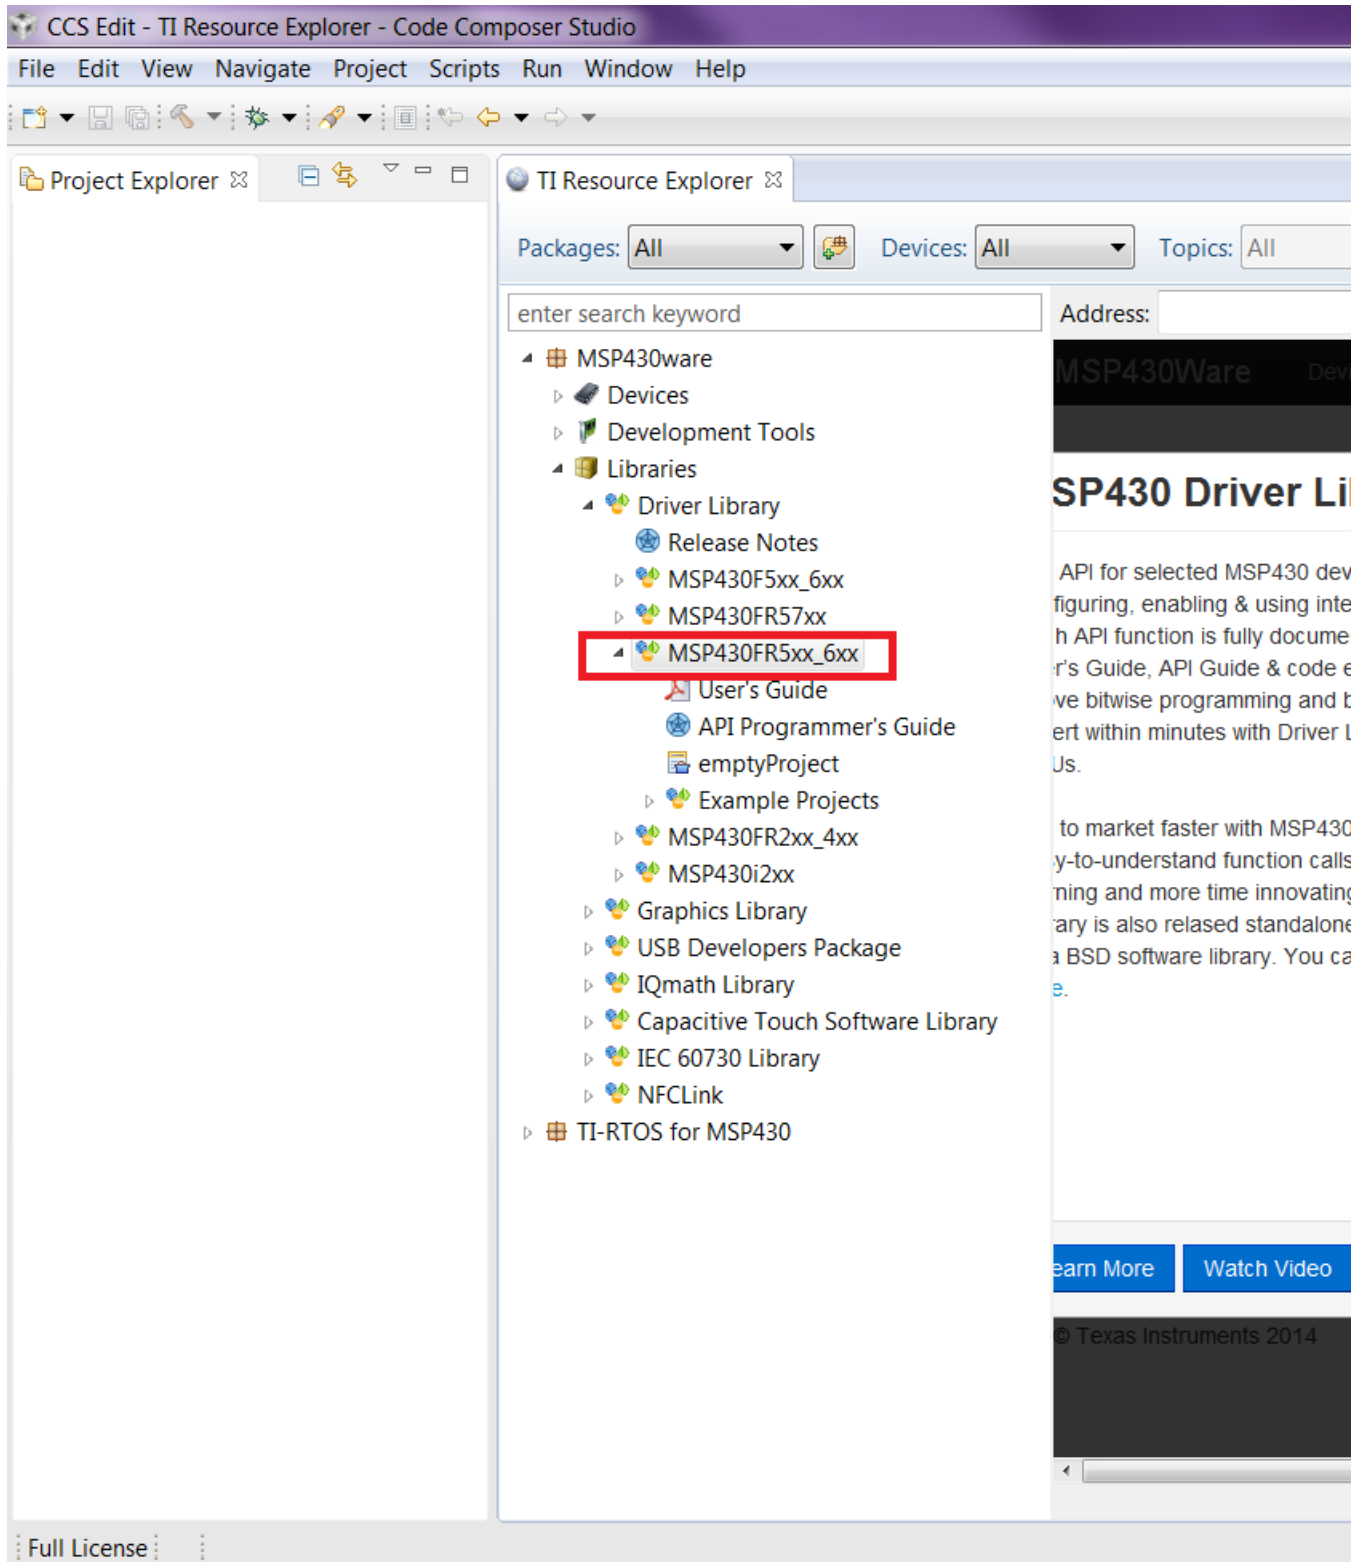 CCS Edit - TI Resource Explorer - Code Composer Studio
File Edit View Navigate Project Scripts Run Window Help
Project Explorer
TI Resource Explorer
Packages: All
Devices: All
Topics: All
enter search keyword
Address:
MSP430ware
Devices
Development Tools
Libraries
Driver Library
Release Notes
MSP430F5xx_6xx
MSP430FR57xx
MSP430FR5xx_6xx
User's Guide
API Programmer's Guide
emptyProject
Example Projects
MSP430FR2xx_4xx
MSP430i2xx
Graphics Library
USB Developers Package
IQmath Library
Capacitive Touch Software Library
IEC 60730 Library
NFCLink
TI-RTOS for MSP430
MSP430Ware Dev
SP430 Driver Li
API for selected MSP430 dev
figuring, enabling & using inte
h API function is fully docume
r's Guide, API Guide & code e
ve bitwise programming and b
ert within minutes with Driver L
Us.
to market faster with MSP430
y-to-understand function calls
rning and more time innovating
rary is also relased standalone
a BSD software library. You ca
e.
earn More
Watch Video
© Texas Instruments 2014
Full License